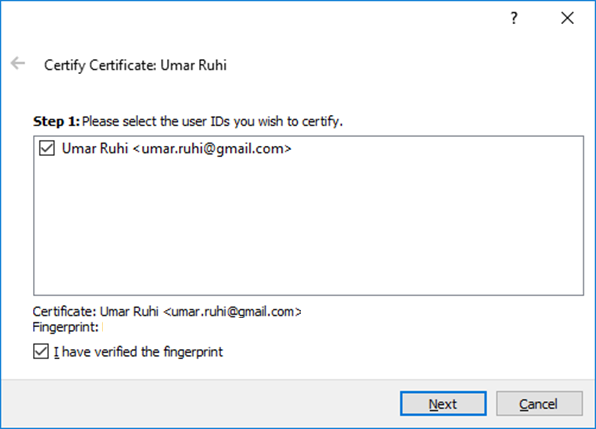 ?
Certify Certificate: Umar Ruhi
Step 1: Please select the user IDs you wish to certify.
Umar Ruhi <umar.ruhi@gmail.com>
Certificate: Umar Ruhi <umar.ruhi@gmail.com>
Fingerprint:
I have verified the fingerprint
Next Cancel